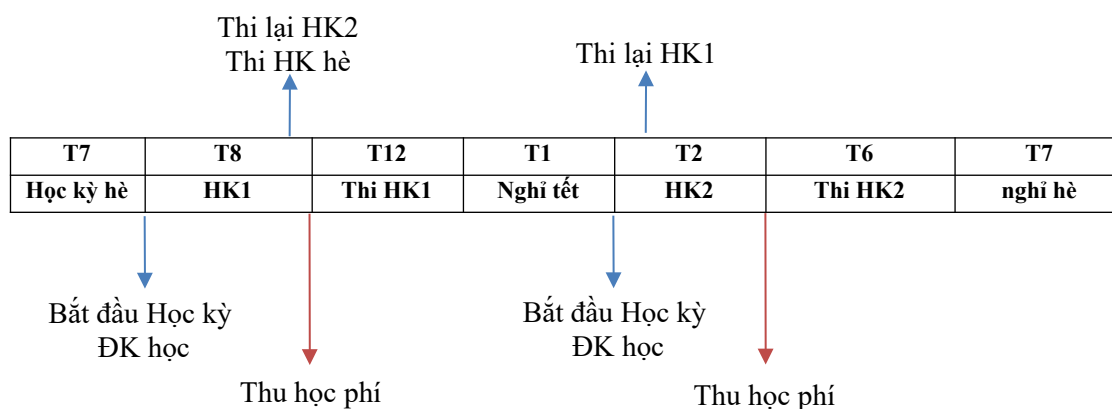 Thi lại HK2
Thi HK hè
Thi lại HK1
T7 T8 T12 T1 T2 T6 T7
Học kỳ hè HK1 Thi HK1 Nghỉ tết HK2 Thi HK2 nghỉ hè
Bắt đầu Học kỳ
ĐK học
Bắt đầu Học kỳ
ĐK học
Thu học phí
Thu học phí